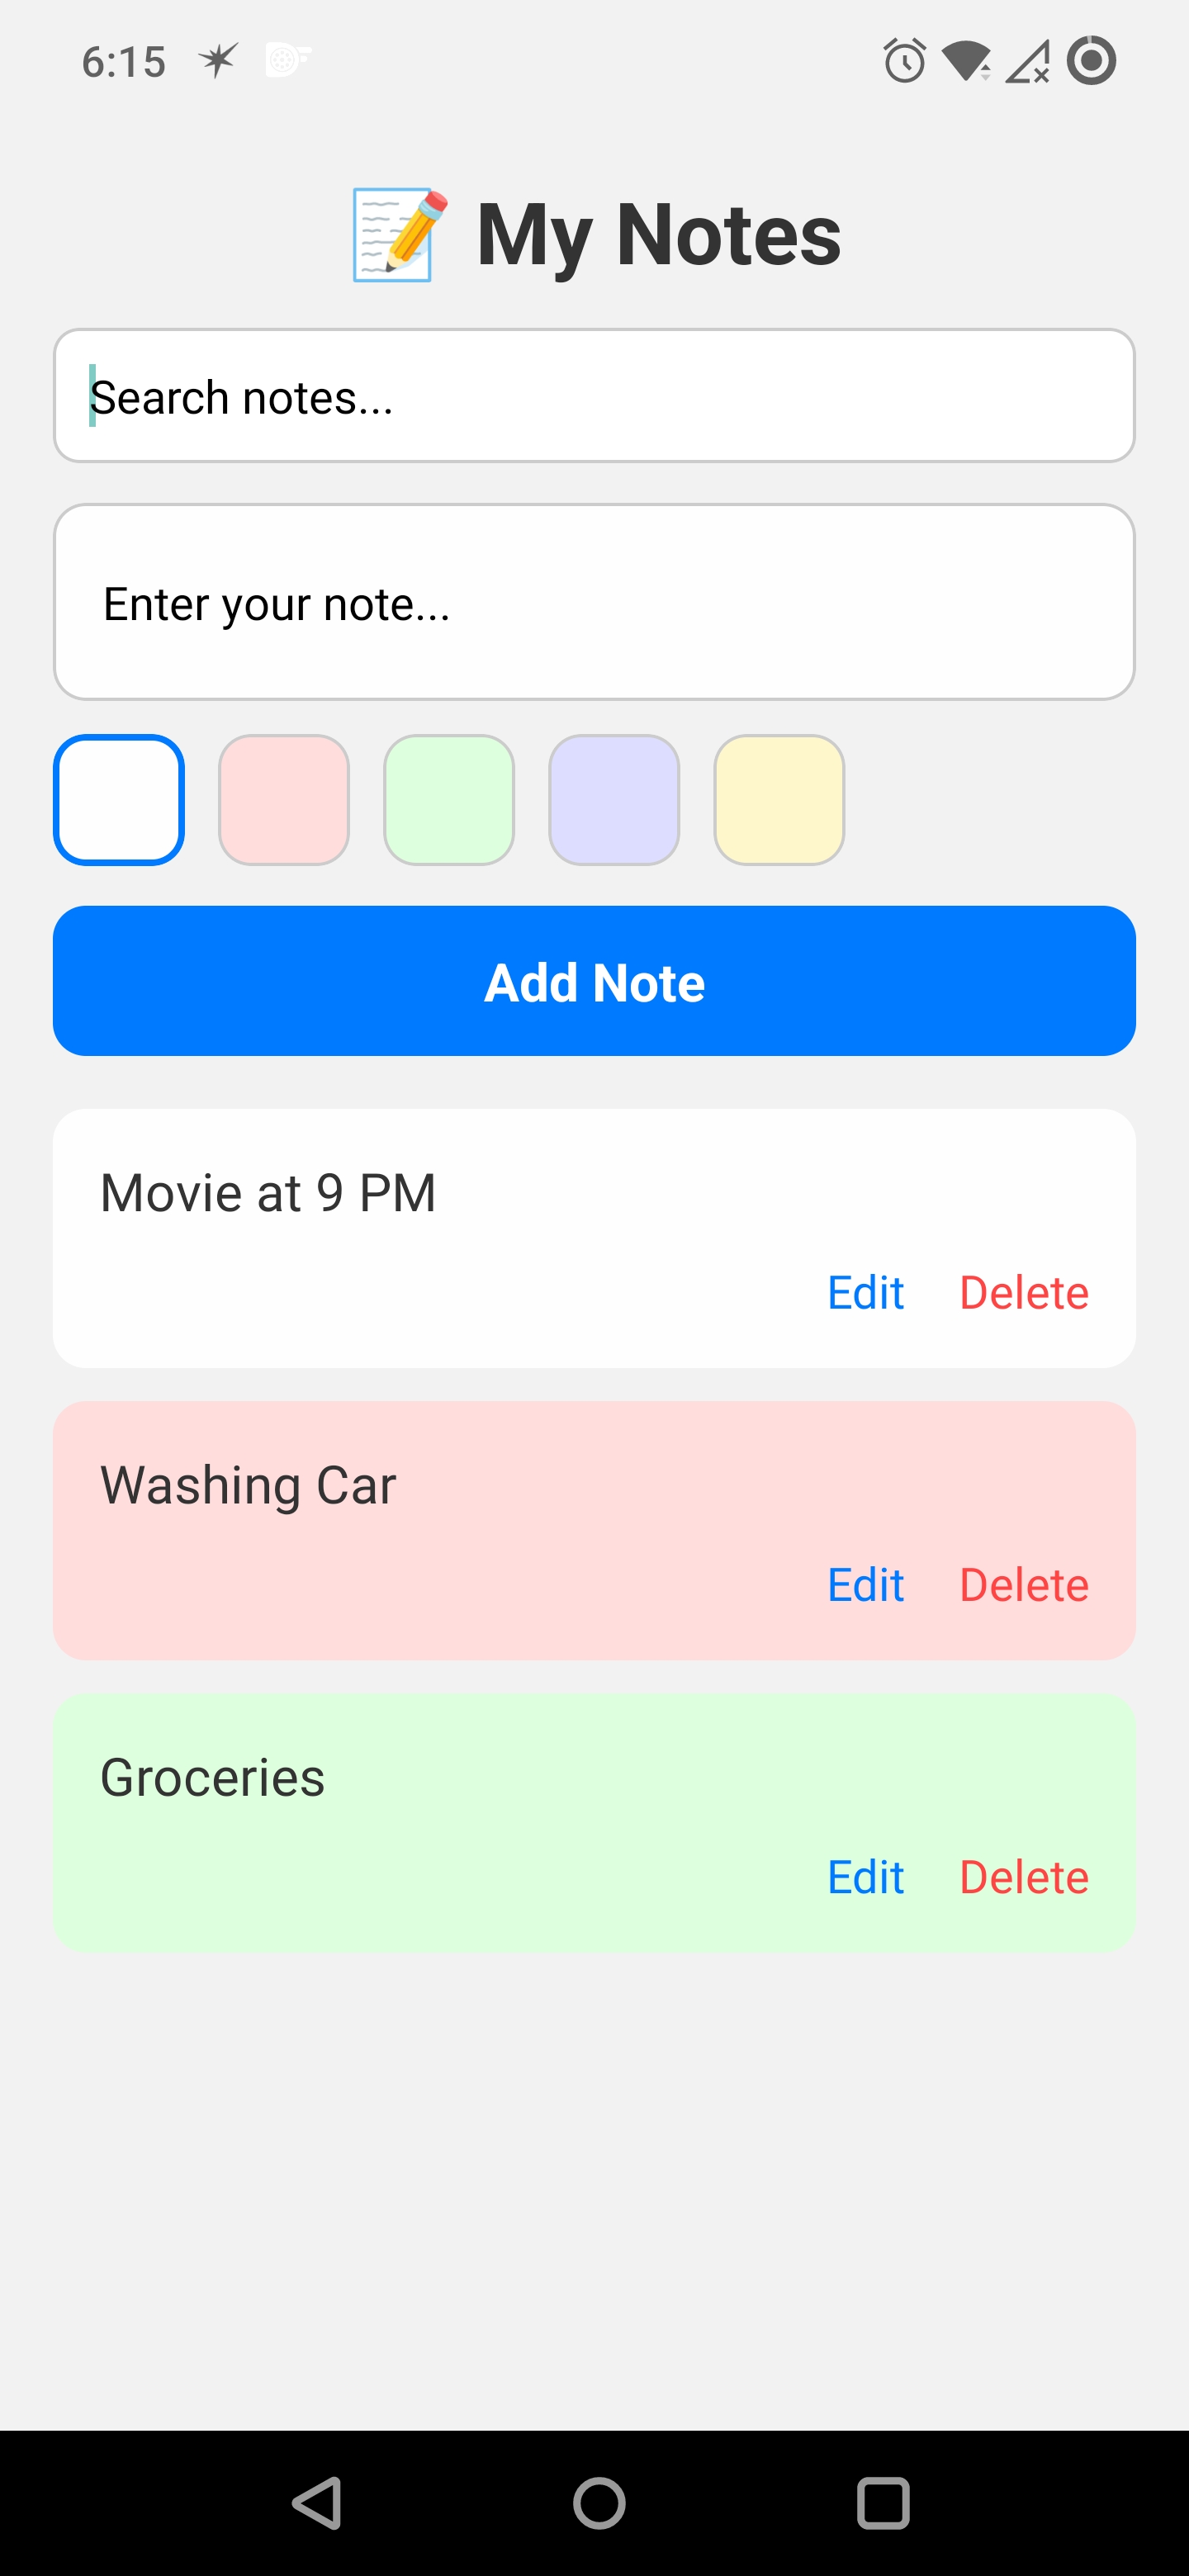 6:15
📝 My Notes
Search notes...
Enter your note...
Add Note
Movie at 9 PM
Edit Delete
Washing Car
Edit Delete
Groceries
Edit Delete